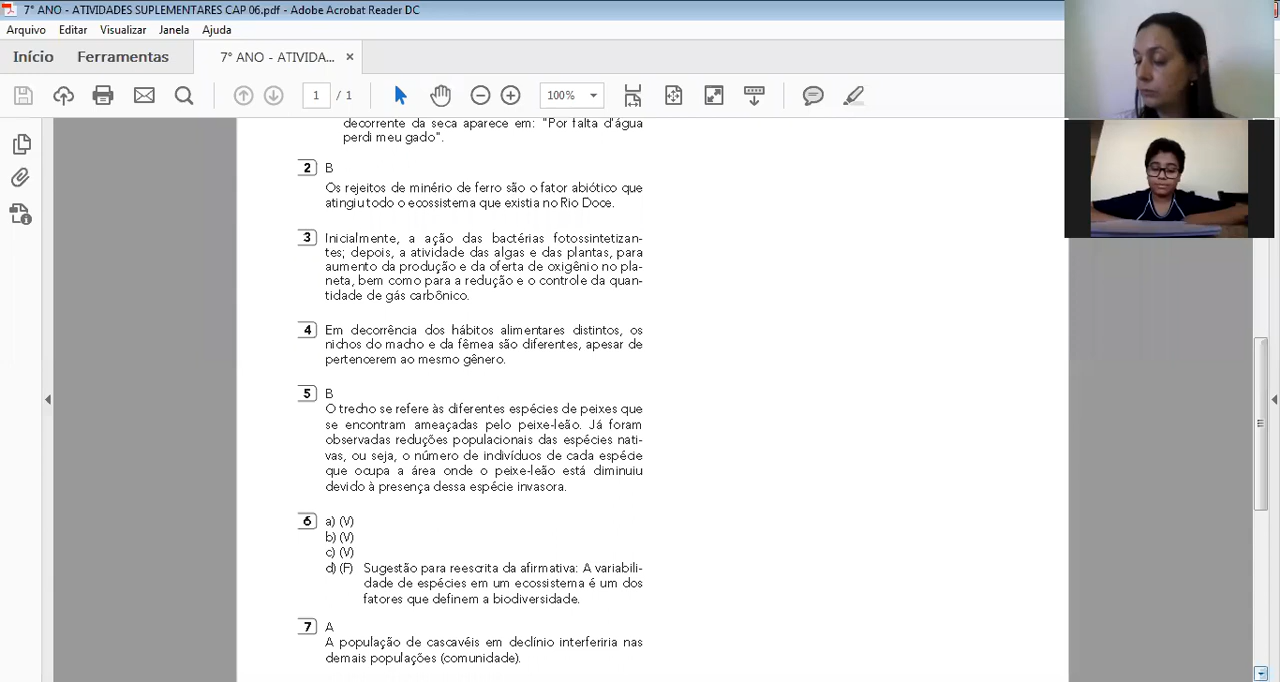 7° ANO - ATIVIDADES SUPLEMENTARES CAP 06.pdf - Adobe Acrobat Reader DC
Arquivo Editar Visualizar Janela Ajuda
Início Ferramentas 7° ANO - ATIVIDA... ×
1 / 1 100%
decorrente da seca aparece em: "Por falta d'água
perdi meu gado".
2 B
Os rejeitos de minério de ferro são o fator abiótico que
atingiu todo o ecossistema que existia no Rio Doce.
3 Inicialmente, a ação das bactérias fotossintetizan-
tes; depois, a atividade das algas e das plantas, para
aumento da produção e da oferta de oxigênio no pla-
neta, bem como para a redução e o controle da quan-
tidade de gás carbônico.
4 Em decorrência dos hábitos alimentares distintos, os
nichos do macho e da fêmea são diferentes, apesar de
pertencerem ao mesmo gênero.
5 B
O trecho se refere às diferentes espécies de peixes que
se encontram ameaçadas pelo peixe-leão. Já foram
observadas reduções populacionais das espécies nati-
vas, ou seja, o número de indivíduos de cada espécie
que ocupa a área onde o peixe-leão está diminuiu
devido à presença dessa espécie invasora.
6 a) (V)
b) (V)
c) (V)
d) (F) Sugestão para reescrita da afirmativa: A variabili-
dade de espécies em um ecossistema é um dos
fatores que definem a biodiversidade.
7 A
A população de cascavéis em declínio interferiria nas
demais populações (comunidade).